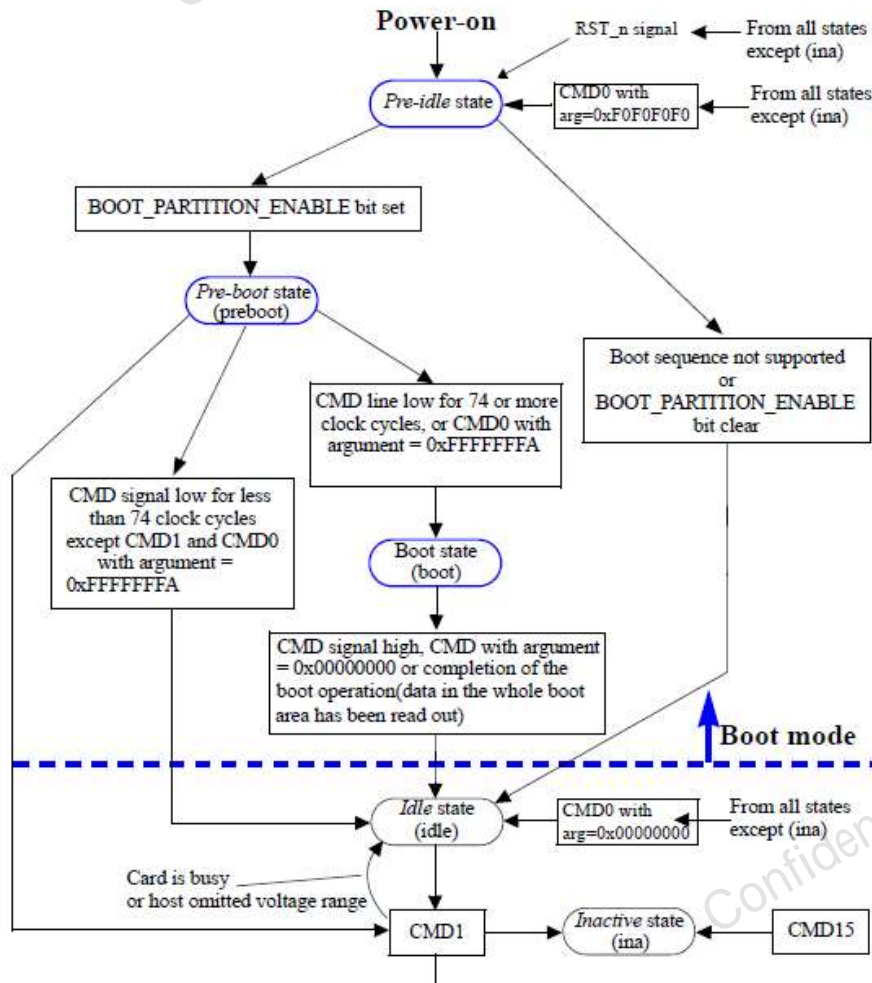 Power-on
RST_n signal
From all states
except (ina)
Pre-idle state
CMD0 with
arg=0xF0F0F0F0
From all states
except (ina)
BOOT_PARTITION_ENABLE bit set
Pre-boot state
(preboot)
Boot sequence not supported
or
BOOT_PARTITION_ENABLE
bit clear
CMD line low for 74 or more
clock cycles, or CMD0 with
argument = 0xFFFFFFFA
CMD signal low for less
than 74 clock cycles
except CMD1 and CMD0
with argument =
0xFFFFFFFA
Boot state
(boot)
CMD signal high, CMD with argument
= 0x00000000 or completion of the
boot operation(data in the whole boot
area has been read out)
Boot mode
Idle state
(idle)
CMD0 with
arg=0x00000000
From all states
except (ina)
Card is busy
or host omitted voltage range
CMD1
Inactive state
(ina)
CMD15
Confiden